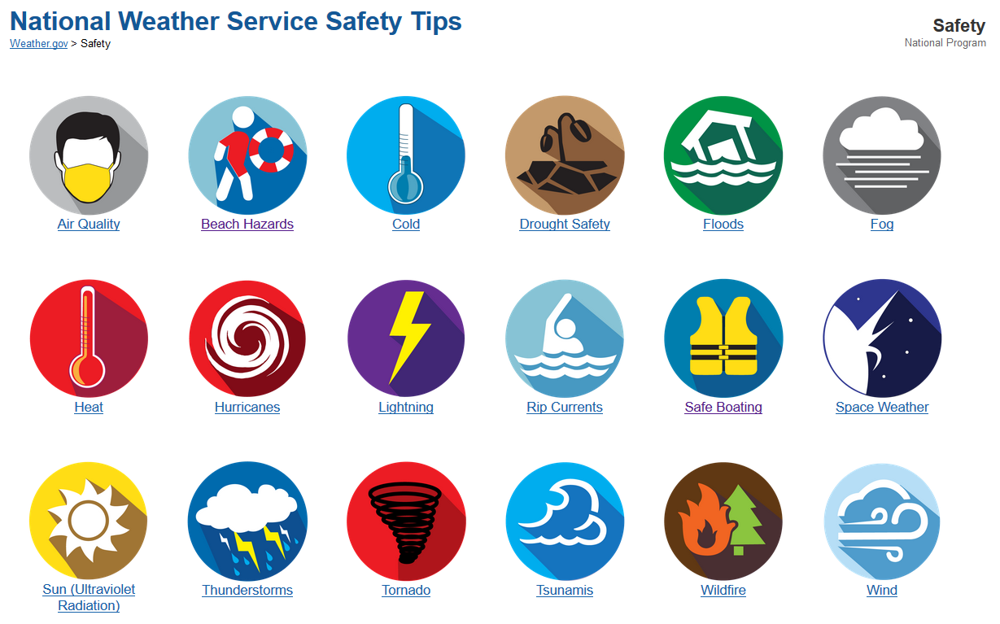 National Weather Service Safety Tips
Weather.gov > Safety
Safety
National Program
Air Quality
Beach Hazards
Cold
Drought Safety
Floods
Fog
Heat
Hurricanes
Lightning
Rip Currents
Safe Boating
Space Weather
Sun (Ultraviolet
Radiation)
Thunderstorms
Tornado
Tsunamis
Wildfire
Wind